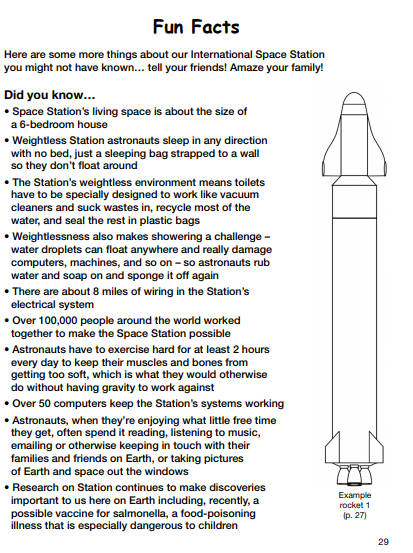 Fun Facts
Here are some more things about our International Space Station
you might not have known… tell your friends! Amaze your family!
Did you know…
• Space Station's living space is about the size of
a 6-bedroom house
• Weightless Station astronauts sleep in any direction
with no bed, just a sleeping bag strapped to a wall
so they don't float around
• The Station's weightless environment means toilets
have to be specially designed to work like vacuum
cleaners and suck wastes in, recycle most of the
water, and seal the rest in plastic bags
• Weightlessness also makes showering a challenge –
water droplets can float anywhere and really damage
computers, machines, and so on – so astronauts rub
water and soap on and sponge it off again
• There are about 8 miles of wiring in the Station's
electrical system
• Over 100,000 people around the world worked
together to make the Space Station possible
• Astronauts have to exercise hard for at least 2 hours
every day to keep their muscles and bones from
getting too soft, which is what they would otherwise
do without having gravity to work against
• Over 50 computers keep the Station's systems working
• Astronauts, when they're enjoying what little free time
they get, often spend it reading, listening to music,
emailing or otherwise keeping in touch with their
families and friends on Earth, or taking pictures
of Earth and space out the windows
• Research on Station continues to make discoveries
important to us here on Earth including, recently, a
possible vaccine for salmonella, a food-poisoning
illness that is especially dangerous to children
Example
rocket 1
(p. 27)
29